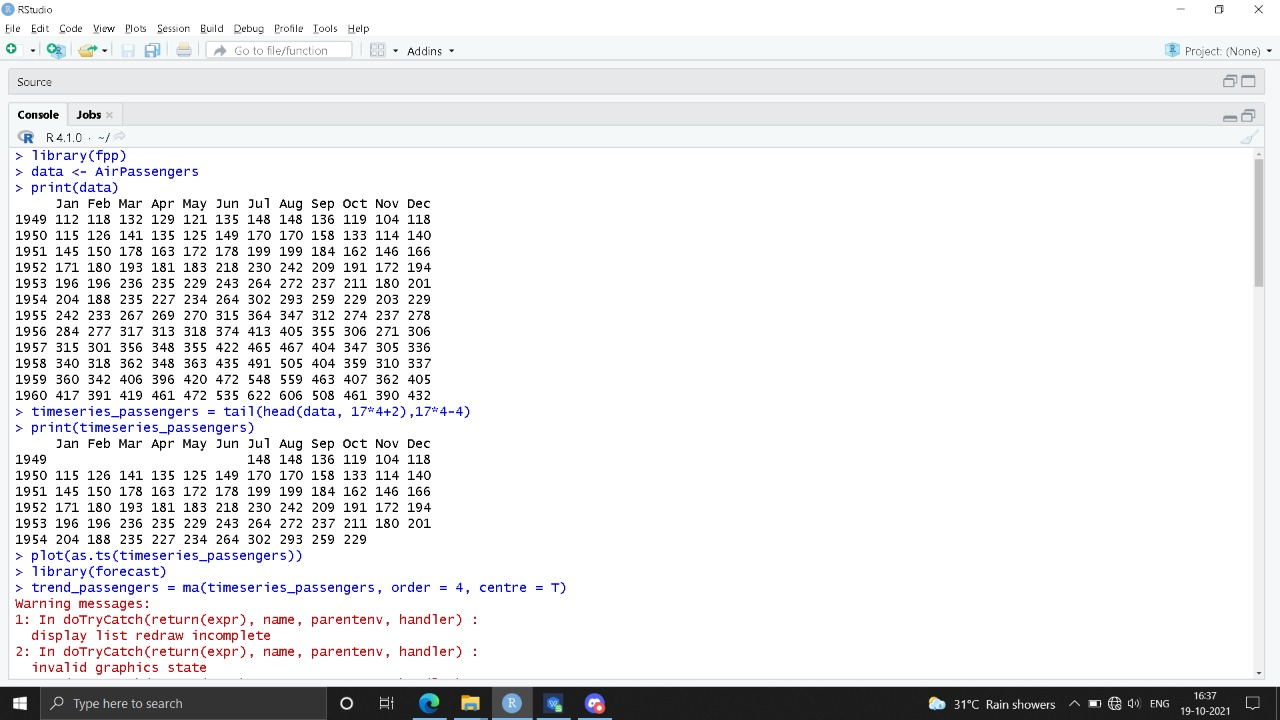 RStudio
File Edit Code View Plots Session Build Debug Profile Tools Help
Go to file/function Addins Project: (None)
Source
Console Jobs
R 4.1.0 · ~/
> library(fpp)
> data <- AirPassengers
> print(data)
     Jan Feb Mar Apr May Jun Jul Aug Sep Oct Nov Dec
1949 112 118 132 129 121 135 148 148 136 119 104 118
1950 115 126 141 135 125 149 170 170 158 133 114 140
1951 145 150 178 163 172 178 199 199 184 162 146 166
1952 171 180 193 181 183 218 230 242 209 191 172 194
1953 196 196 236 235 229 243 264 272 237 211 180 201
1954 204 188 235 227 234 264 302 293 259 229 203 229
1955 242 233 267 269 270 315 364 347 312 274 237 278
1956 284 277 317 313 318 374 413 405 355 306 271 306
1957 315 301 356 348 355 422 465 467 404 347 305 336
1958 340 318 362 348 363 435 491 505 404 359 310 337
1959 360 342 406 396 420 472 548 559 463 407 362 405
1960 417 391 419 461 472 535 622 606 508 461 390 432
> timeseries_passengers = tail(head(data, 17*4+2),17*4-4)
> print(timeseries_passengers)
     Jan Feb Mar Apr May Jun Jul Aug Sep Oct Nov Dec
1949                         148 148 136 119 104 118
1950 115 126 141 135 125 149 170 170 158 133 114 140
1951 145 150 178 163 172 178 199 199 184 162 146 166
1952 171 180 193 181 183 218 230 242 209 191 172 194
1953 196 196 236 235 229 243 264 272 237 211 180 201
1954 204 188 235 227 234 264 302 293 259 229
> plot(as.ts(timeseries_passengers))
> library(forecast)
> trend_passengers = ma(timeseries_passengers, order = 4, centre = T)
Warning messages:
1: In doTryCatch(return(expr), name, parentenv, handler) :
  display list redraw incomplete
2: In doTryCatch(return(expr), name, parentenv, handler) :
  invalid graphics state
Type here to search 31°C Rain showers ENG 16:37
19-10-2021